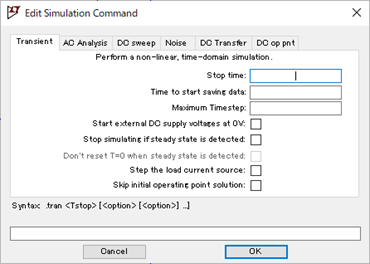 Edit Simulation Command
Transient AC Analysis DC sweep Noise DC Transfer DC op pnt
Perform a non-linear, time-domain simulation.
Stop time:
Time to start saving data:
Maximum Timestep:
Start external DC supply voltages at 0V:
Stop simulating if steady state is detected:
Don't reset T=0 when steady state is detected:
Step the load current source:
Skip initial operating point solution:
Syntax: .tran <Tstop> [<option> [<option>] ...]
Cancel OK